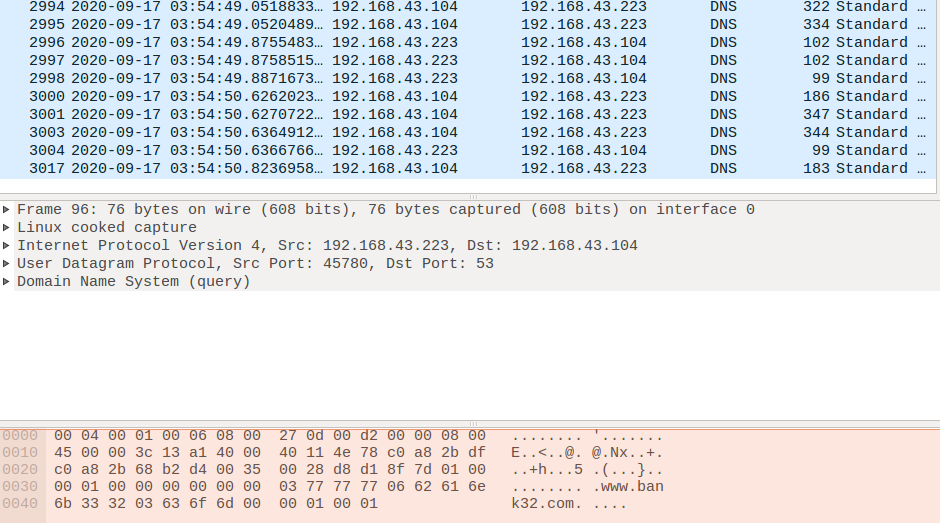 2994 2020-09-17 03:54:49.0518833… 192.168.43.104 192.168.43.223 DNS 322 Standard …
2995 2020-09-17 03:54:49.0520489… 192.168.43.104 192.168.43.223 DNS 334 Standard …
2996 2020-09-17 03:54:49.8755483… 192.168.43.223 192.168.43.104 DNS 102 Standard …
2997 2020-09-17 03:54:49.8758515… 192.168.43.223 192.168.43.104 DNS 102 Standard …
2998 2020-09-17 03:54:49.8871673… 192.168.43.223 192.168.43.104 DNS 99 Standard …
3000 2020-09-17 03:54:50.6262023… 192.168.43.104 192.168.43.223 DNS 186 Standard …
3001 2020-09-17 03:54:50.6270722… 192.168.43.104 192.168.43.223 DNS 347 Standard …
3003 2020-09-17 03:54:50.6364912… 192.168.43.104 192.168.43.223 DNS 344 Standard …
3004 2020-09-17 03:54:50.6366766… 192.168.43.223 192.168.43.104 DNS 99 Standard …
3017 2020-09-17 03:54:50.8236958… 192.168.43.104 192.168.43.223 DNS 183 Standard …
Frame 96: 76 bytes on wire (608 bits), 76 bytes captured (608 bits) on interface 0
Linux cooked capture
Internet Protocol Version 4, Src: 192.168.43.223, Dst: 192.168.43.104
User Datagram Protocol, Src Port: 45780, Dst Port: 53
Domain Name System (query)
0000 00 04 00 01 00 06 08 00 27 0d 00 d2 00 00 08 00 ........ '.......
0010 45 00 00 3c 13 a1 40 00 40 11 4e 78 c0 a8 2b df E..<..@. @.Nx..+.
0020 c0 a8 2b 68 b2 d4 00 35 00 28 d8 d1 8f 7d 01 00 ..+h...5 .(...}..
0030 00 01 00 00 00 00 00 00 03 77 77 77 06 62 61 6e ........ .www.ban
0040 6b 33 32 03 63 6f 6d 00 00 01 00 01 k32.com. ....